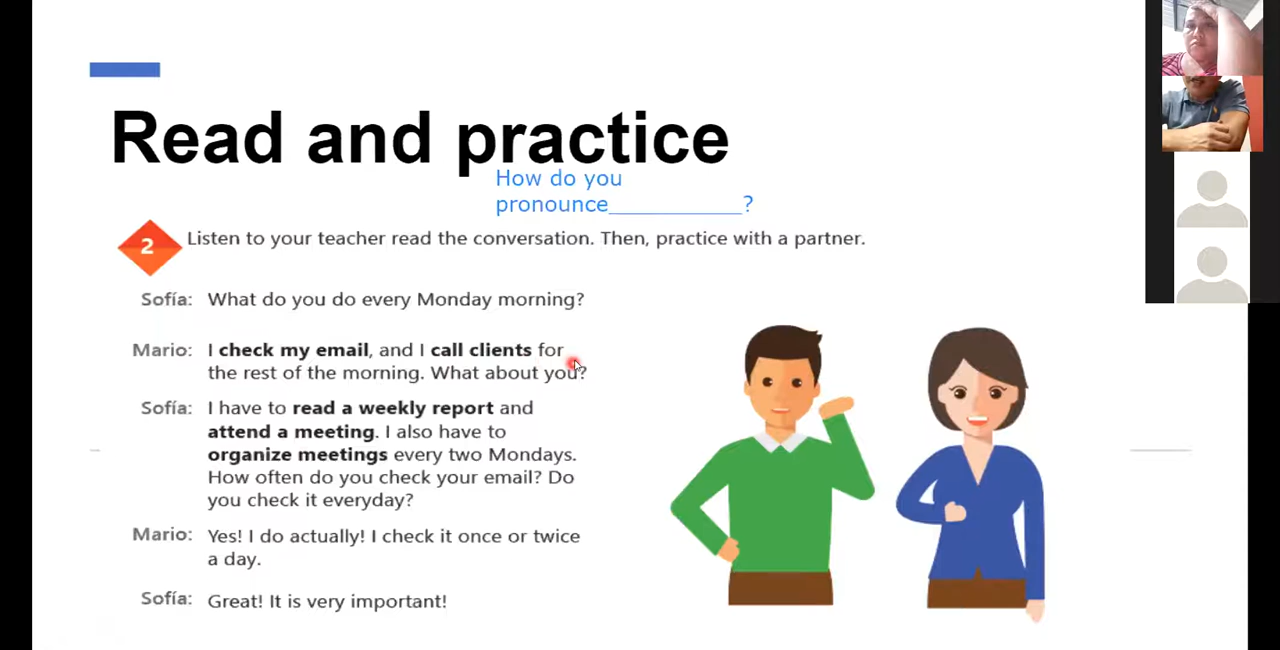 Read and practice
How do you
pronounce___________?
2
Listen to your teacher read the conversation. Then, practice with a partner.
Sofía: What do you do every Monday morning?
Mario: I check my email, and I call clients for
the rest of the morning. What about you?
Sofía: I have to read a weekly report and
attend a meeting. I also have to
organize meetings every two Mondays.
How often do you check your email? Do
you check it everyday?
Mario: Yes! I do actually! I check it once or twice
a day.
Sofía: Great! It is very important!